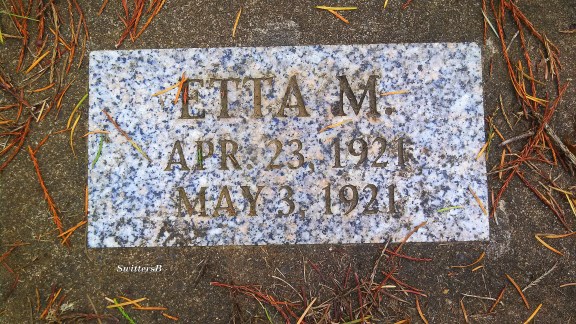 ETTA M.
APR. 23, 1921
MAY 3, 1921
SwittersB